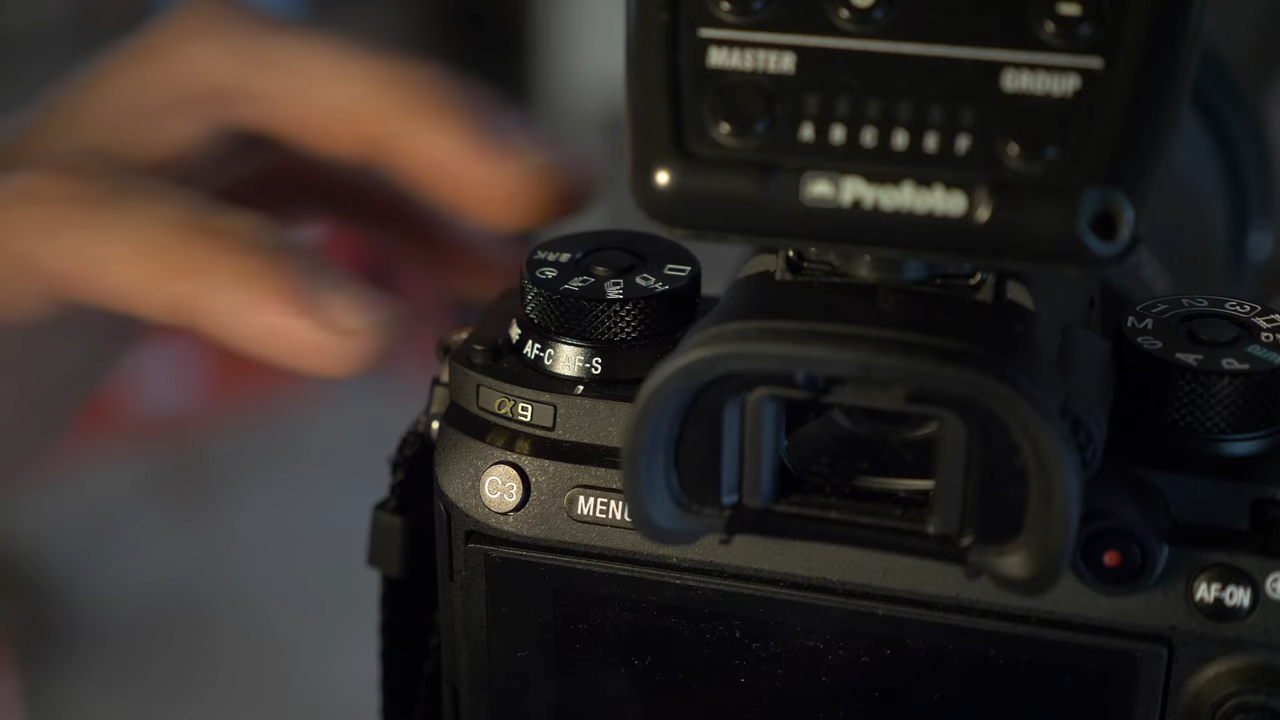 MASTER
GROUP
A B C D E F
Profoto
BRK
H
M
L
AF-C AF-S
α9
C3
MENU
1 2 3
M
S
A
P
AF-ON